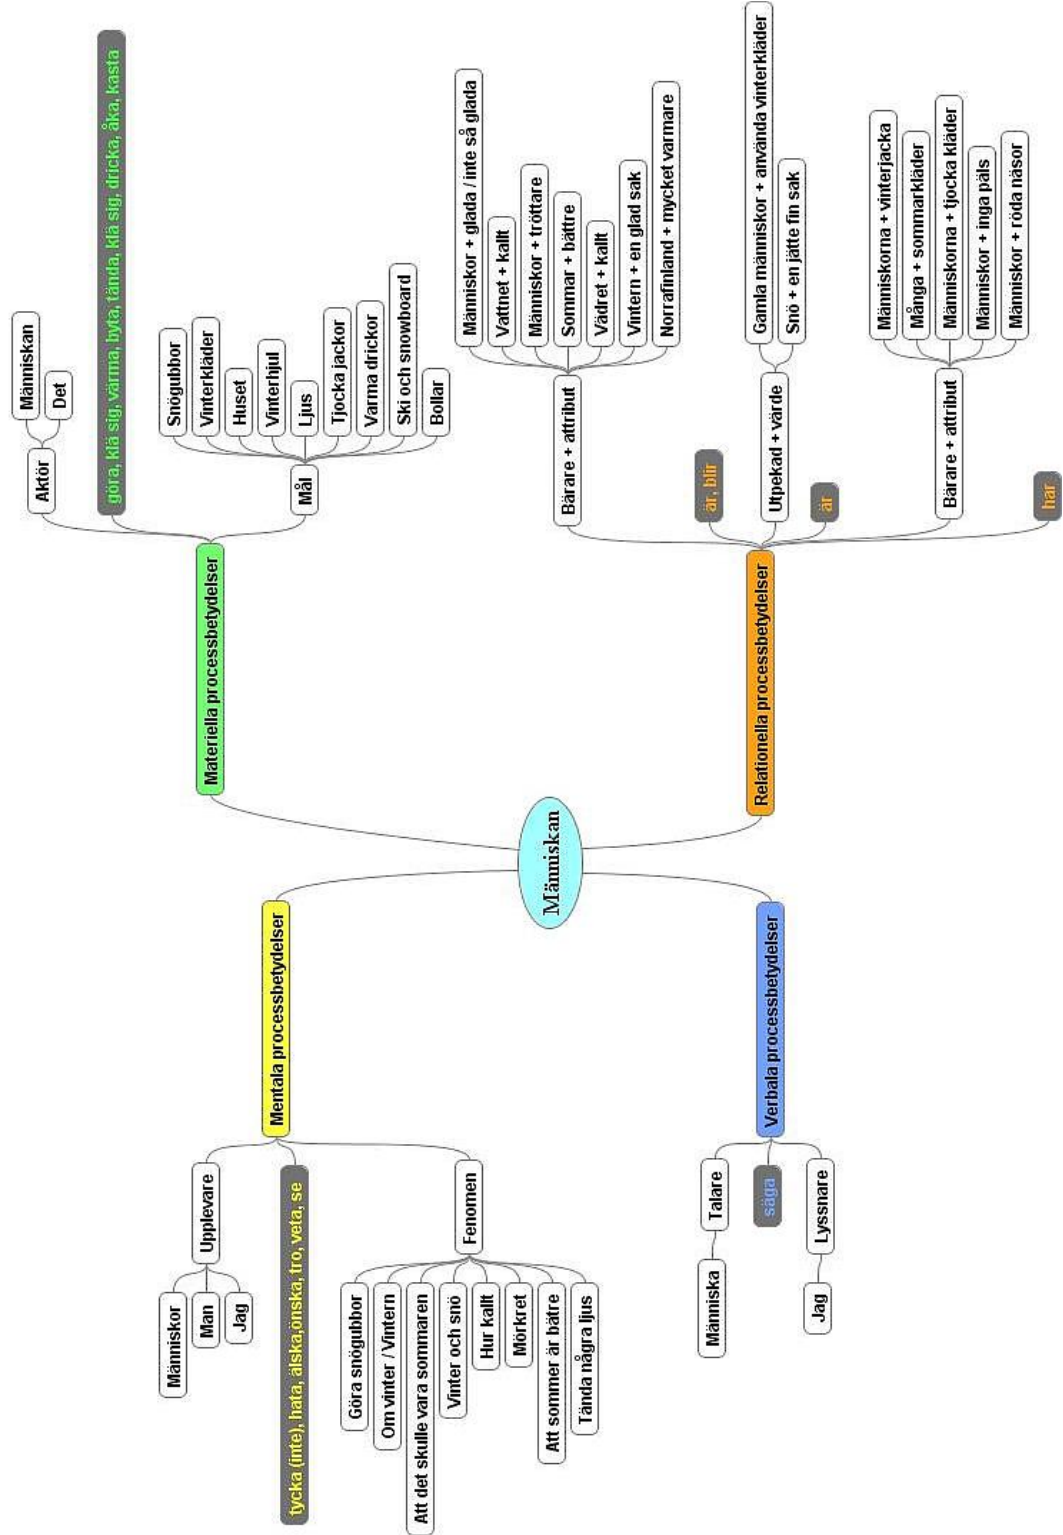 Människan
Mentala processbetydelser
Upplevare
Människor
Man
Jag
tycka (inte), hata, älska,önska, tro, veta, se
Fenomen
Göra snögubbor
Om vinter / Vintern
Att det skulle vara sommaren
Vinter och snö
Hur kallt
Mörkret
Att sommer är bätre
Tända några ljus
Verbala processbetydelser
Talare
Människa
säga
Lyssnare
Jag
Materiella processbetydelser
Aktör
Människan
Det
göra, klä sig, värma, byta, tända, klä sig, dricka, åka, kasta
Mål
Snögubbor
Vinterkläder
Huset
Vinterhjul
Ljus
Tjocka jackor
Varma drickor
Ski och snowboard
Bollar
Relationella processbetydelser
Bärare + attribut
Människor + glada / inte så glada
Vattnet + kallt
Människor + tröttare
Sommar + bättre
Vädret + kallt
Vintern + en glad sak
Norrafinland + mycket varmare
är, blir
Utpekad + värde
Gamla människor + använda vinterkläder
Snö + en jätte fin sak
är
Bärare + attribut
Människorna + vinterjacka
Många + sommarkläder
Människorna + tjocka kläder
Människor + inga päls
Människor + röda näsor
har